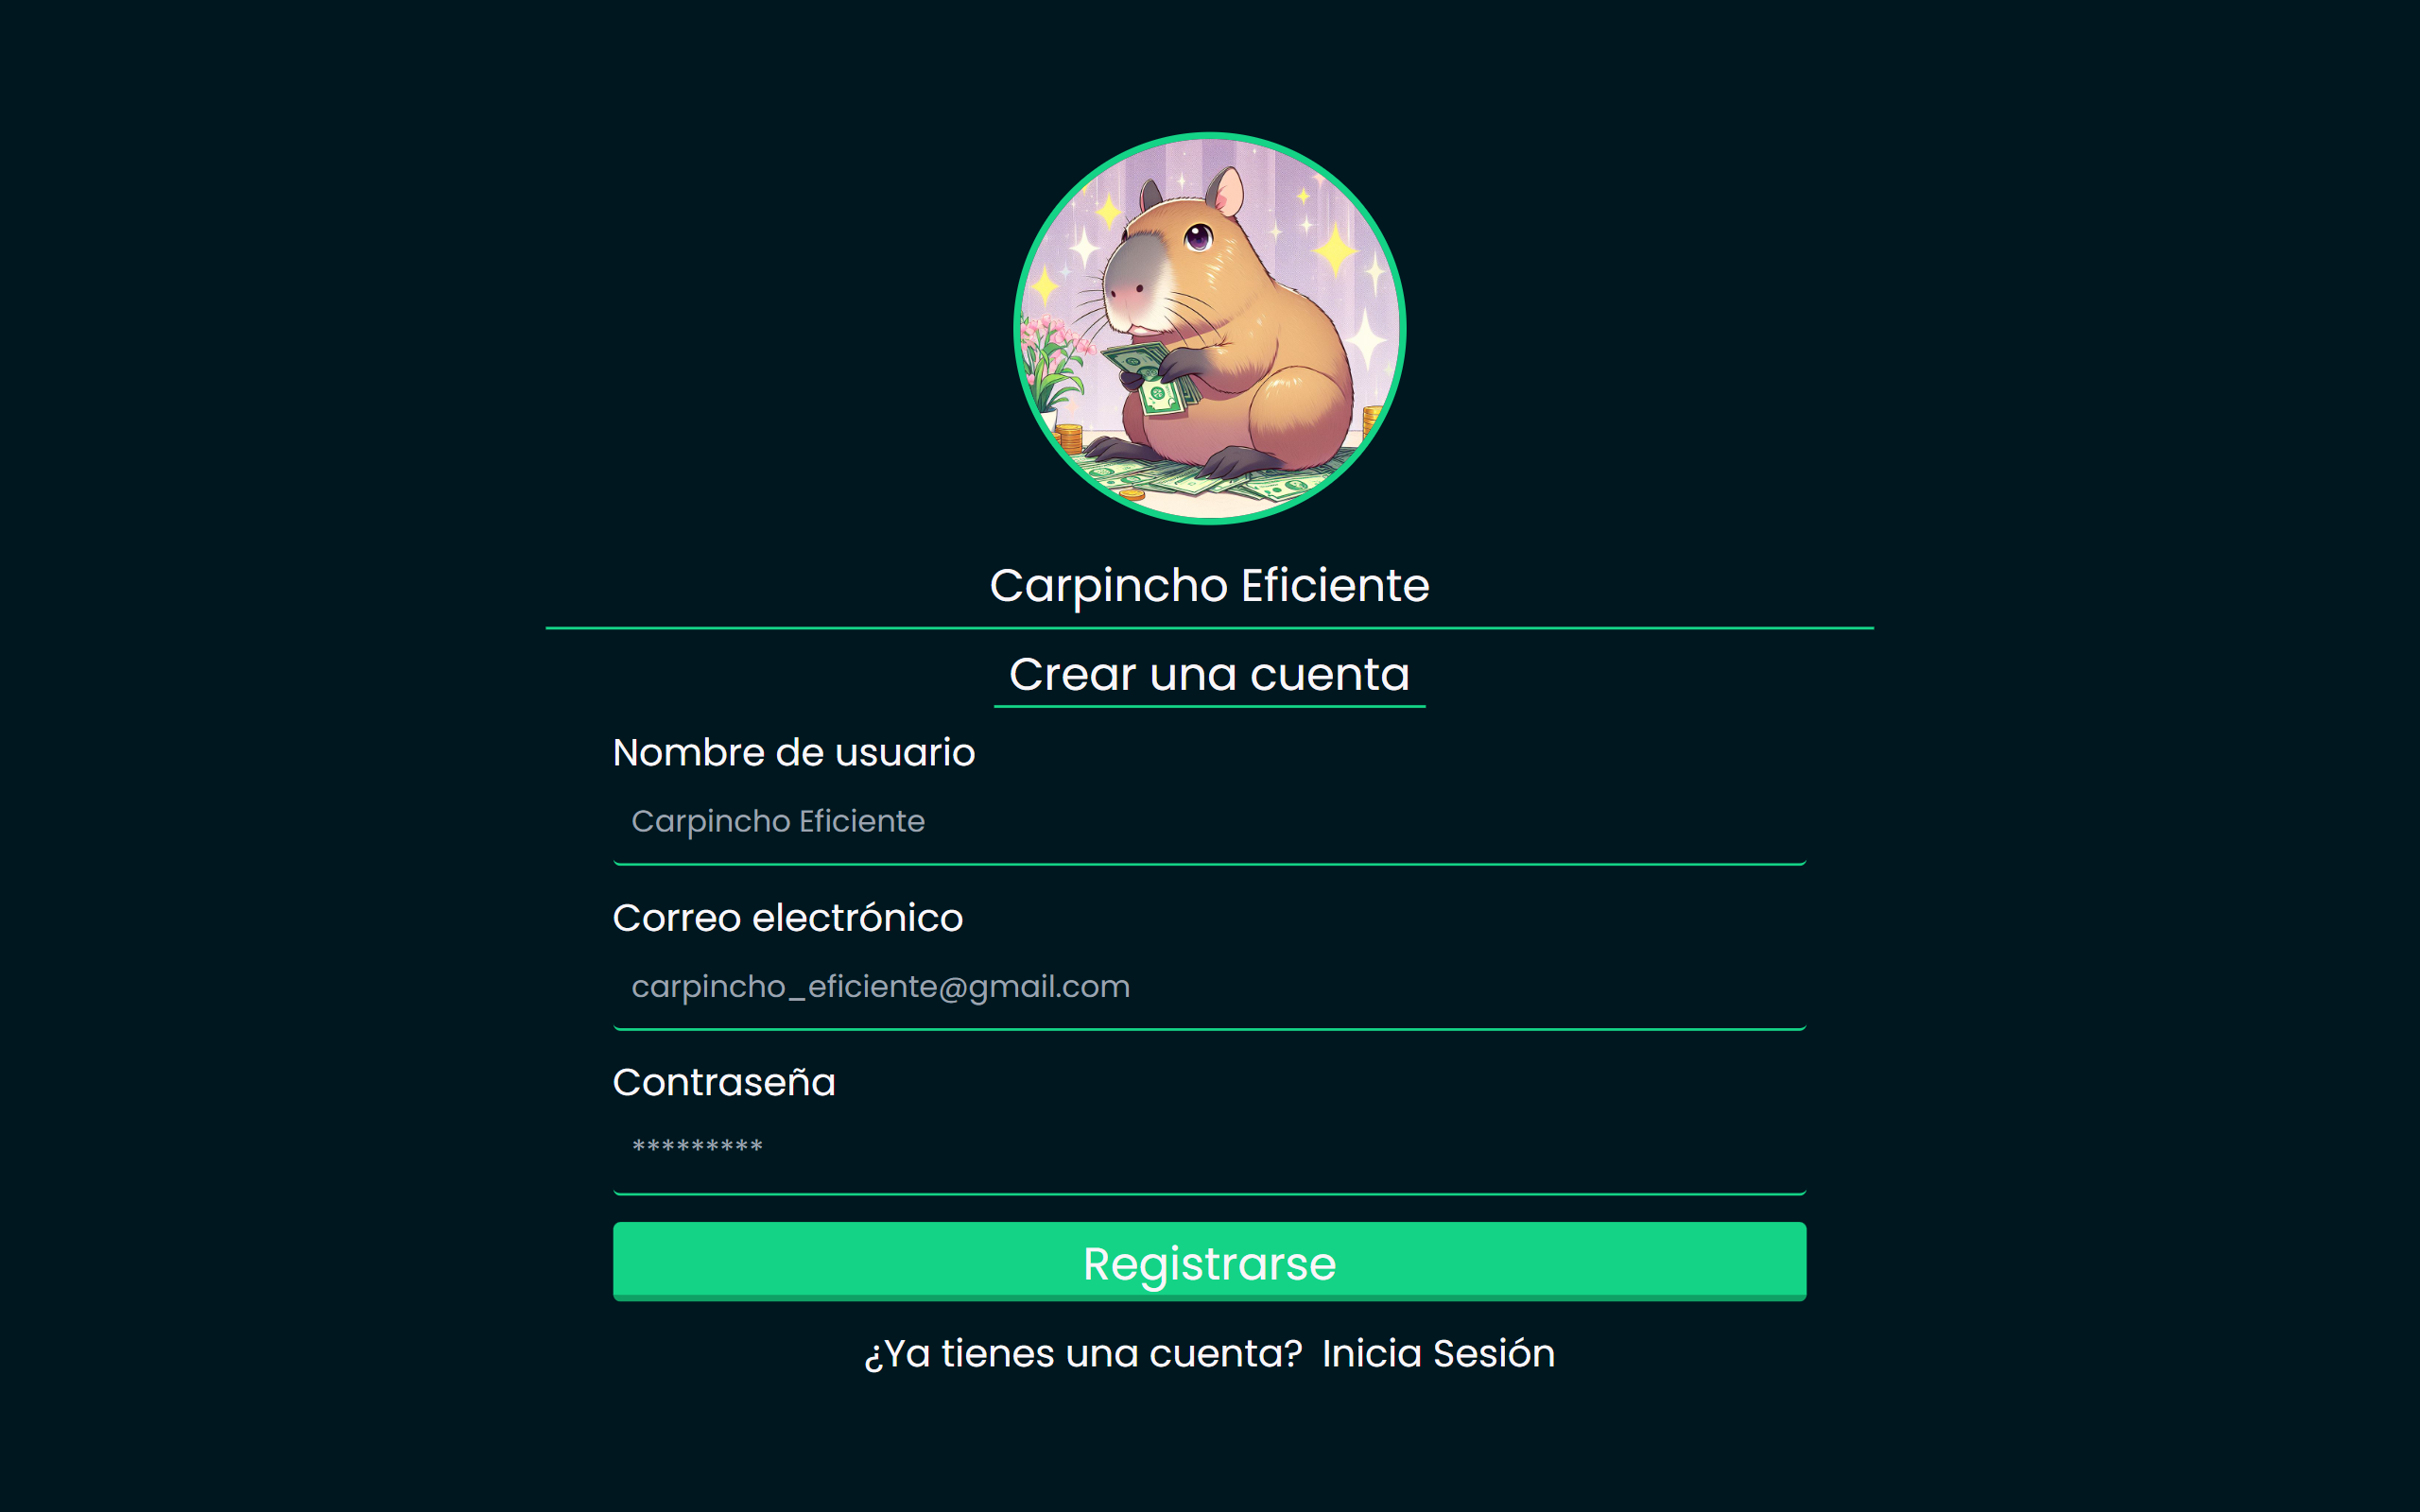 Carpincho Eficiente
Crear una cuenta
Nombre de usuario
Carpincho Eficiente
Correo electrónico
carpincho_eficiente@gmail.com
Contraseña
*********
Registrarse
¿Ya tienes una cuenta? Inicia Sesión